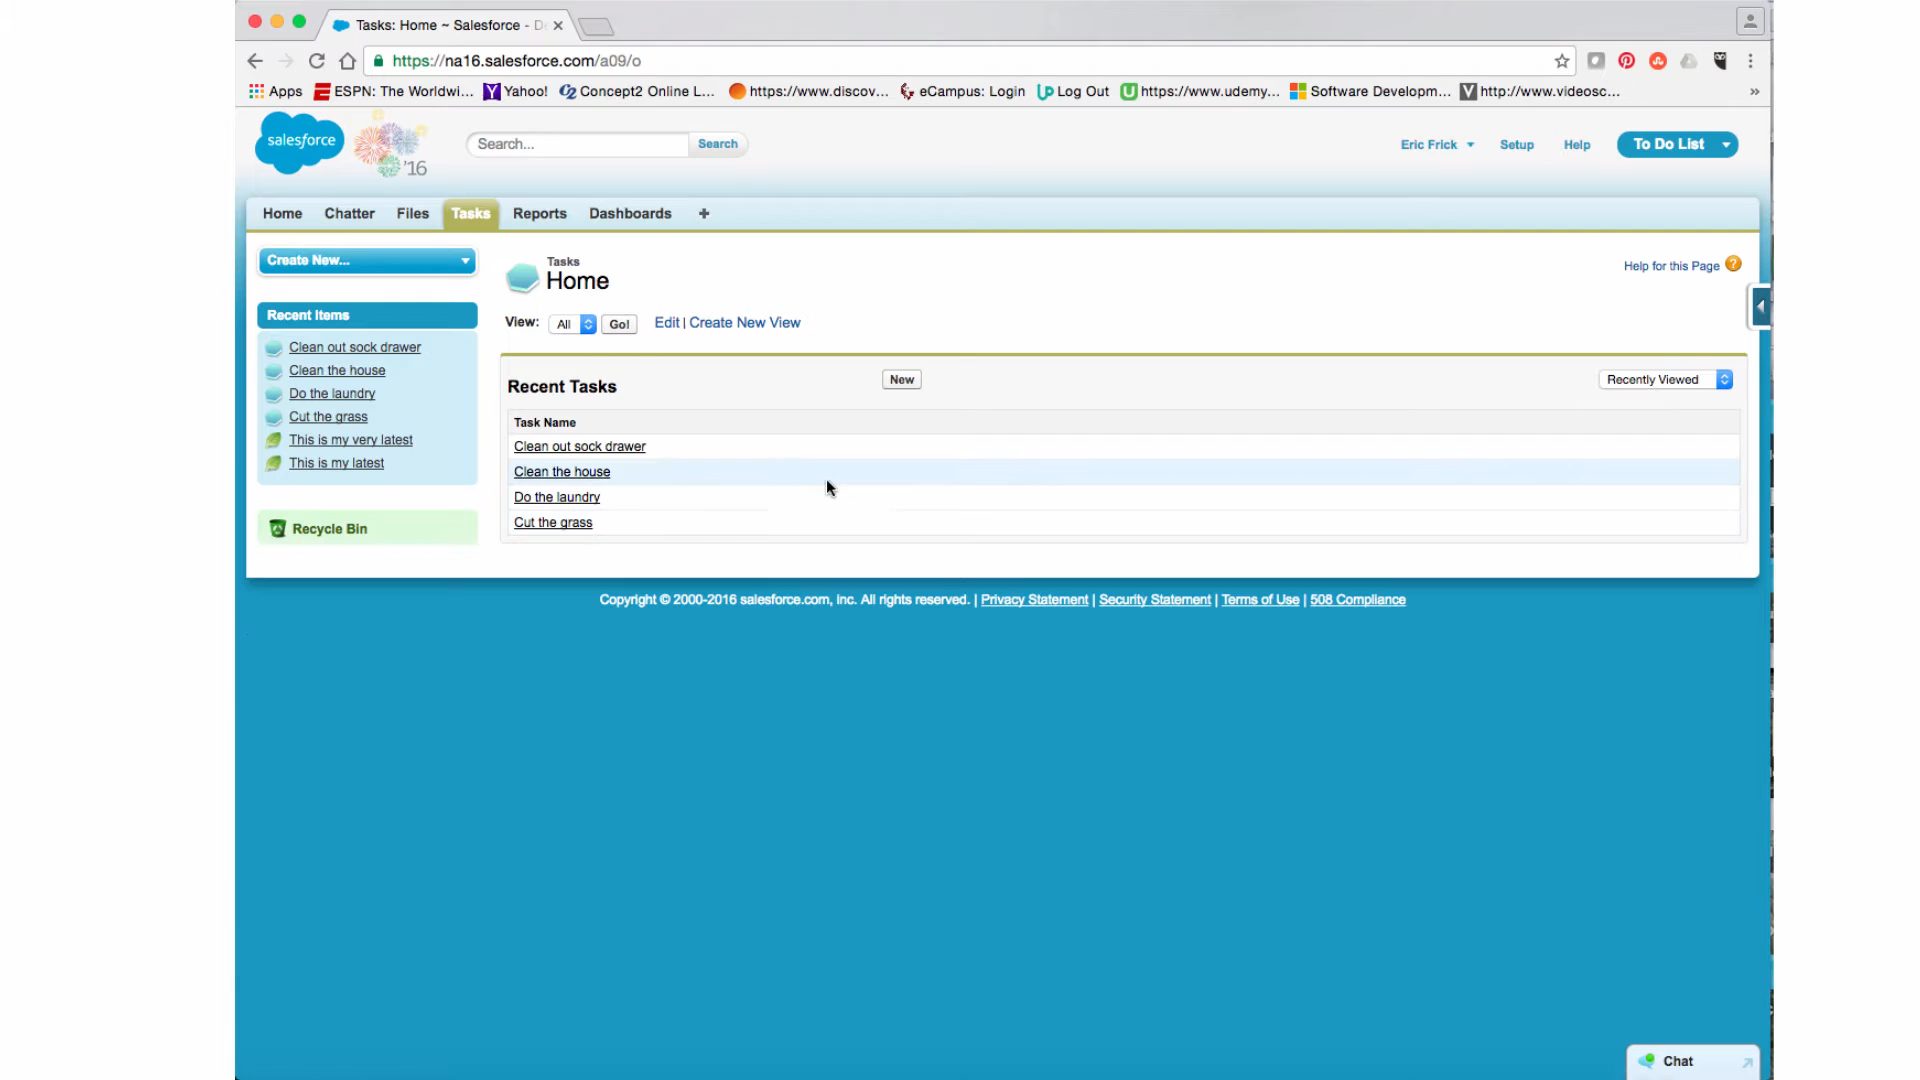 Tasks: Home ~ Salesforce - D
https://na16.salesforce.com/a09/o
Apps ESPN: The Worldwi... Yahoo! Concept2 Online L... https://www.discov... eCampus: Login Log Out https://www.udemy... Software Developm... http://www.videosc... »
salesforce '16 Search... Search Eric Frick Setup Help To Do List
Home Chatter Files Tasks Reports Dashboards +
Create New...
Recent Items
Clean out sock drawer
Clean the house
Do the laundry
Cut the grass
This is my very latest
This is my latest
Recycle Bin
Tasks
Home
Help for this Page ?
View: All Go! Edit | Create New View
Recent Tasks New Recently Viewed
Task Name
Clean out sock drawer
Clean the house
Do the laundry
Cut the grass
Copyright © 2000-2016 salesforce.com, inc. All rights reserved. | Privacy Statement | Security Statement | Terms of Use | 508 Compliance
Chat